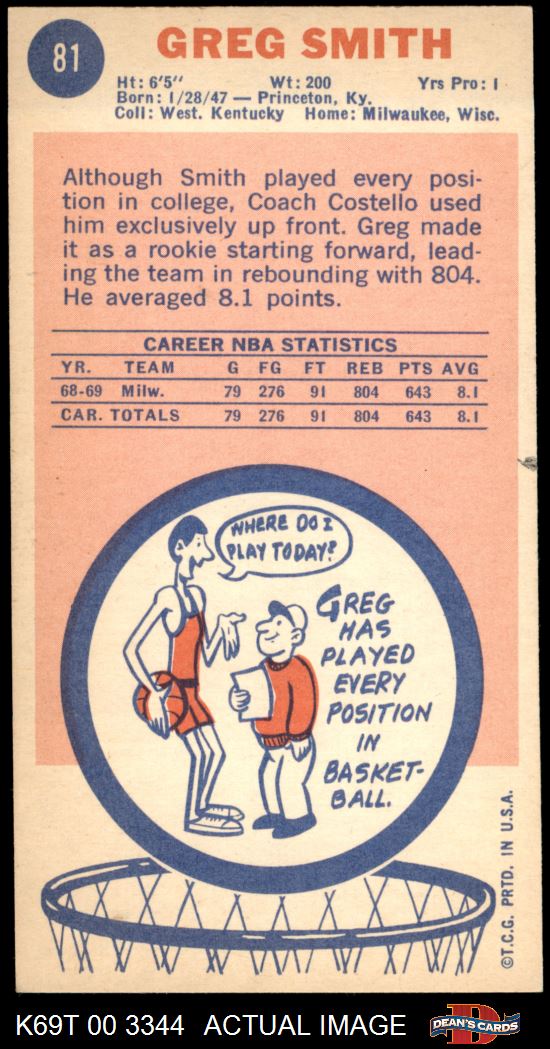 81
GREG SMITH
Ht: 6'5" Wt: 200 Yrs Pro: 1
Born: 1/28/47 — Princeton, Ky.
Coll: West. Kentucky Home: Milwaukee, Wisc.
Although Smith played every posi-
tion in college, Coach Costello used
him exclusively up front. Greg made
it as a rookie starting forward, lead-
ing the team in rebounding with 804.
He averaged 8.1 points.
CAREER NBA STATISTICS
YR. TEAM G FG FT REB PTS AVG
68-69 Milw. 79 276 91 804 643 8.1
CAR. TOTALS 79 276 91 804 643 8.1
WHERE DO I
PLAY TODAY?
GREG
HAS
PLAYED
EVERY
POSITION
IN
BASKET-
BALL.
©T.C.G. PRTD. IN U.S.A.
K69T 00 3344 ACTUAL IMAGE
D
DEAN'S CARDS